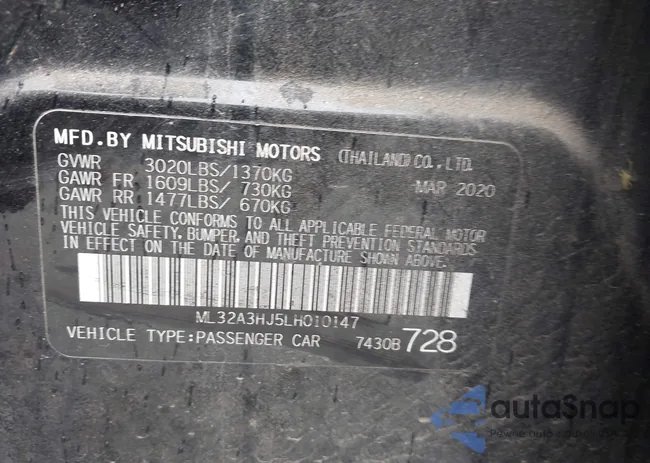 MFD.BY MITSUBISHI MOTORS (THAILAND) CO., LTD.
GVWR 3020LBS/1370KG MAR 2020
GAWR FR 1609LBS/ 730KG
GAWR RR 1477LBS/ 670KG
THIS VEHICLE CONFORMS TO ALL APPLICABLE FEDERAL MOTOR
VEHICLE SAFETY, BUMPER, AND THEFT PREVENTION STANDARDS
IN EFFECT ON THE DATE OF MANUFACTURE SHOWN ABOVE.
ML32A3HJ5LH010147
VEHICLE TYPE:PASSENGER CAR 7430B 728
autaSnap